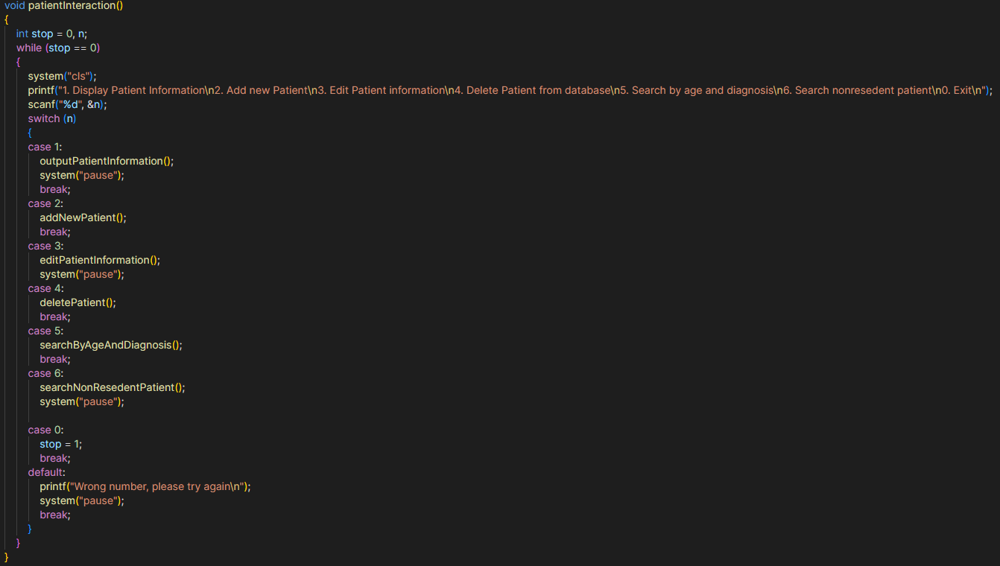 void patientInteraction()
{
int stop = 0, n;
while (stop == 0)
{
system("cls");
printf("1. Display Patient Information\n2. Add new Patient\n3. Edit Patient information\n4. Delete Patient from database\n5. Search by age and diagnosis\n6. Search nonresedent patient\n0. Exit\n");
scanf("%d", &n);
switch (n)
{
case 1:
outputPatientInformation();
system("pause");
break;
case 2:
addNewPatient();
break;
case 3:
editPatientInformation();
system("pause");
case 4:
deletePatient();
break;
case 5:
searchByAgeAndDiagnosis();
break;
case 6:
searchNonResedentPatient();
system("pause");
case 0:
stop = 1;
break;
default:
printf("Wrong number, please try again\n");
system("pause");
break;
}
}
}